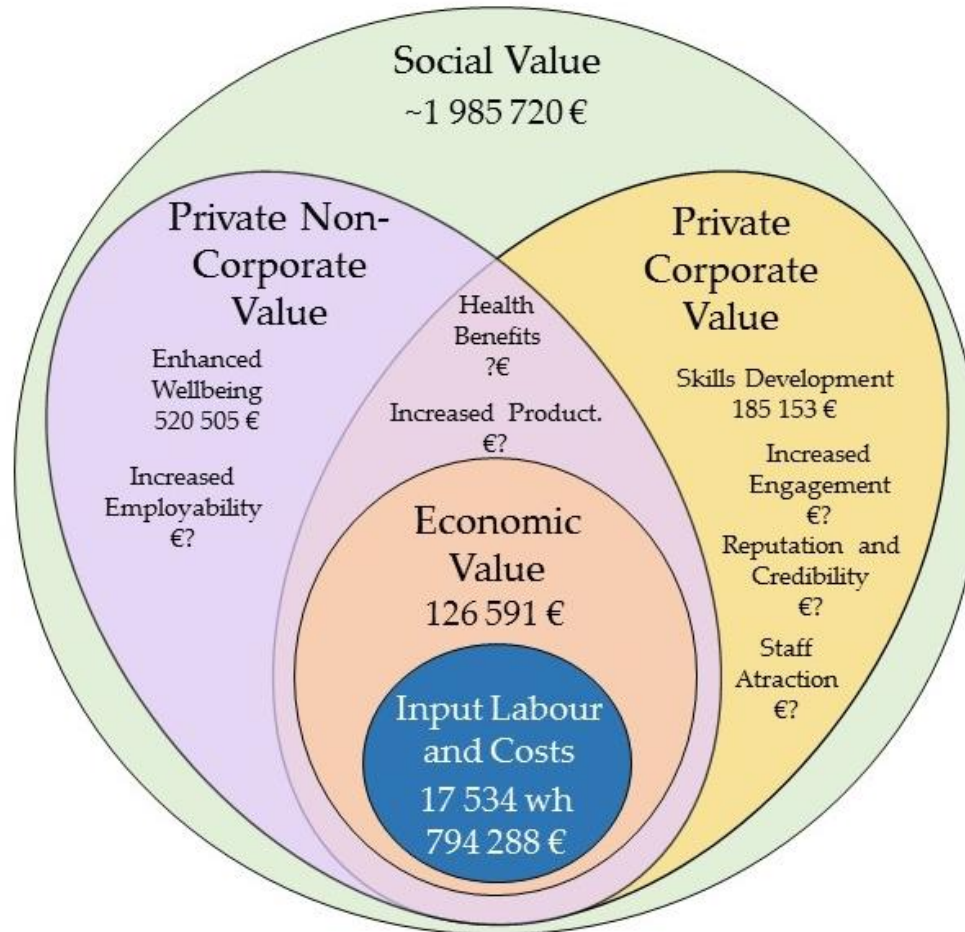 Social Value
~1 985 720 €
Private Non-
Corporate
Value
Enhanced
Wellbeing
520 505 €
Increased
Employability
€?
Health
Benefits
?€
Increased Product.
€?
Private
Corporate
Value
Skills Development
185 153 €
Increased
Engagement
€?
Reputation and
Credibility
€?
Staff
Atraction
€?
Economic
Value
126 591 €
Input Labour
and Costs
17 534 wh
794 288 €